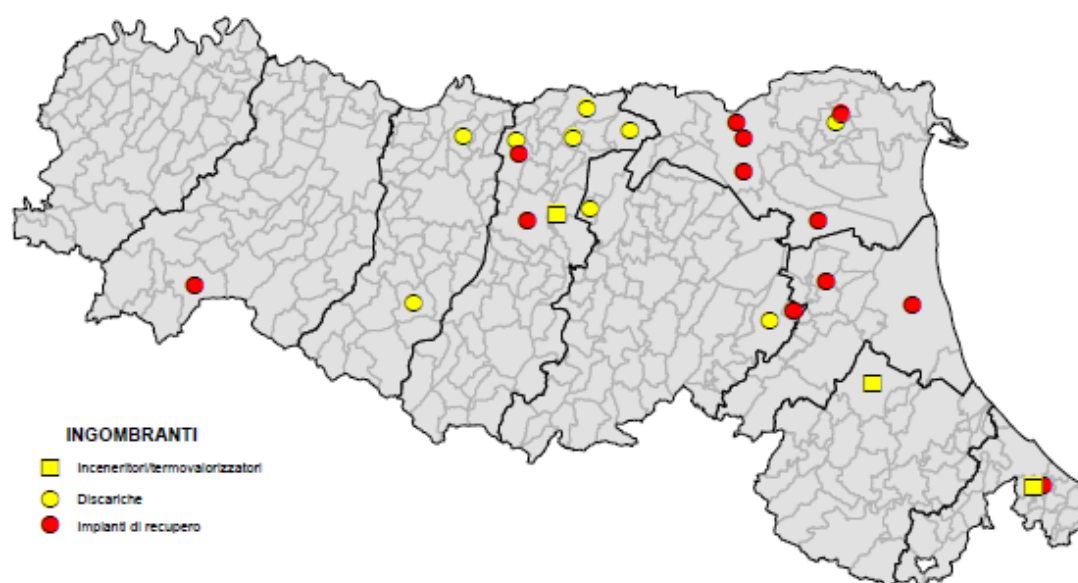 INGOMBRANTI
Inceneritori/termovalorizzatori
Discariche
Impianti di recupero